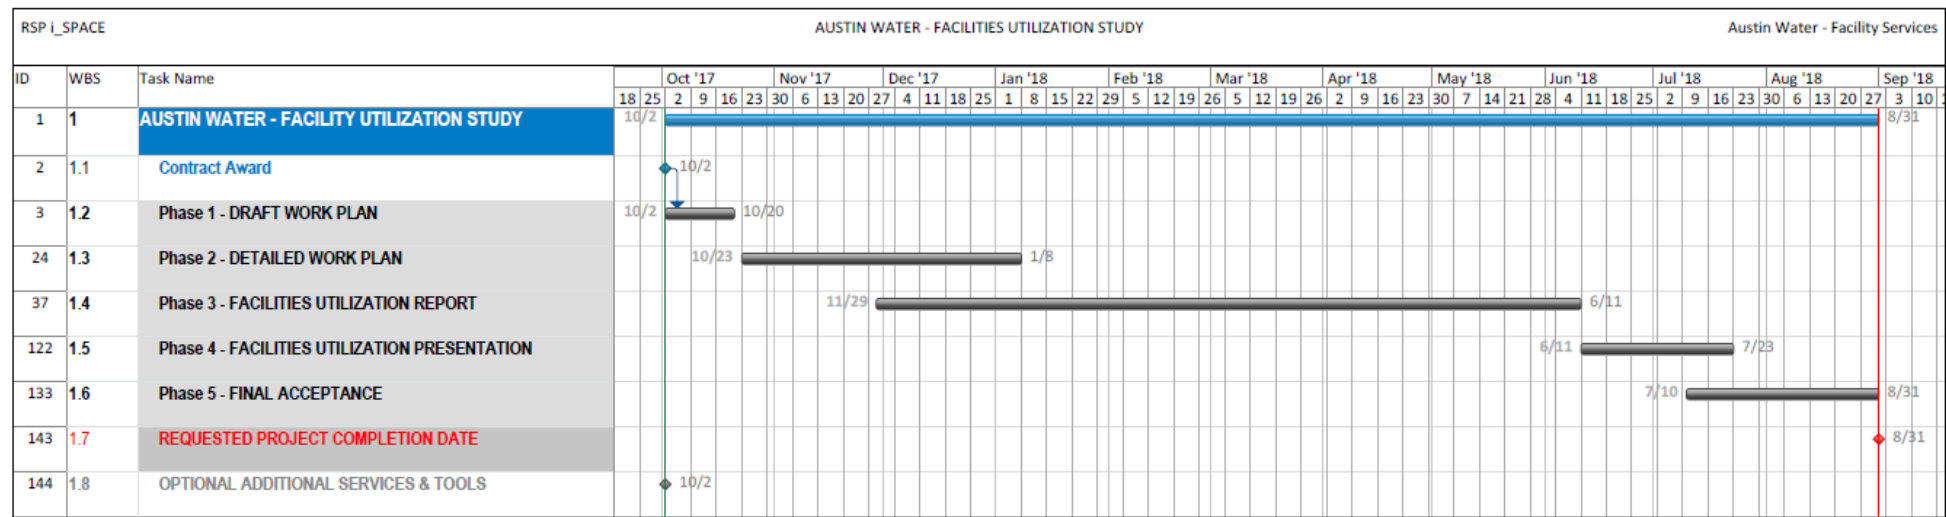 RSP i_SPACE AUSTIN WATER - FACILITIES UTILIZATION STUDY Austin Water - Facility Services
ID WBS Task Name Oct '17 Nov '17 Dec '17 Jan '18 Feb '18 Mar '18 Apr '18 May '18 Jun '18 Jul '18 Aug '18 Sep '18
18 25 2 9 16 23 30 6 13 20 27 4 11 18 25 1 8 15 22 29 5 12 19 26 5 12 19 26 2 9 16 23 30 7 14 21 28 4 11 18 25 2 9 16 23 30 6 13 20 27 3 10
1 1 AUSTIN WATER - FACILITY UTILIZATION STUDY 10/2 8/31
2 1.1 Contract Award 10/2
3 1.2 Phase 1 - DRAFT WORK PLAN 10/2 10/20
24 1.3 Phase 2 - DETAILED WORK PLAN 10/23 1/8
37 1.4 Phase 3 - FACILITIES UTILIZATION REPORT 11/29 6/11
122 1.5 Phase 4 - FACILITIES UTILIZATION PRESENTATION 6/11 7/23
133 1.6 Phase 5 - FINAL ACCEPTANCE 7/10 8/31
143 1.7 REQUESTED PROJECT COMPLETION DATE 8/31
144 1.8 OPTIONAL ADDITIONAL SERVICES & TOOLS 10/2